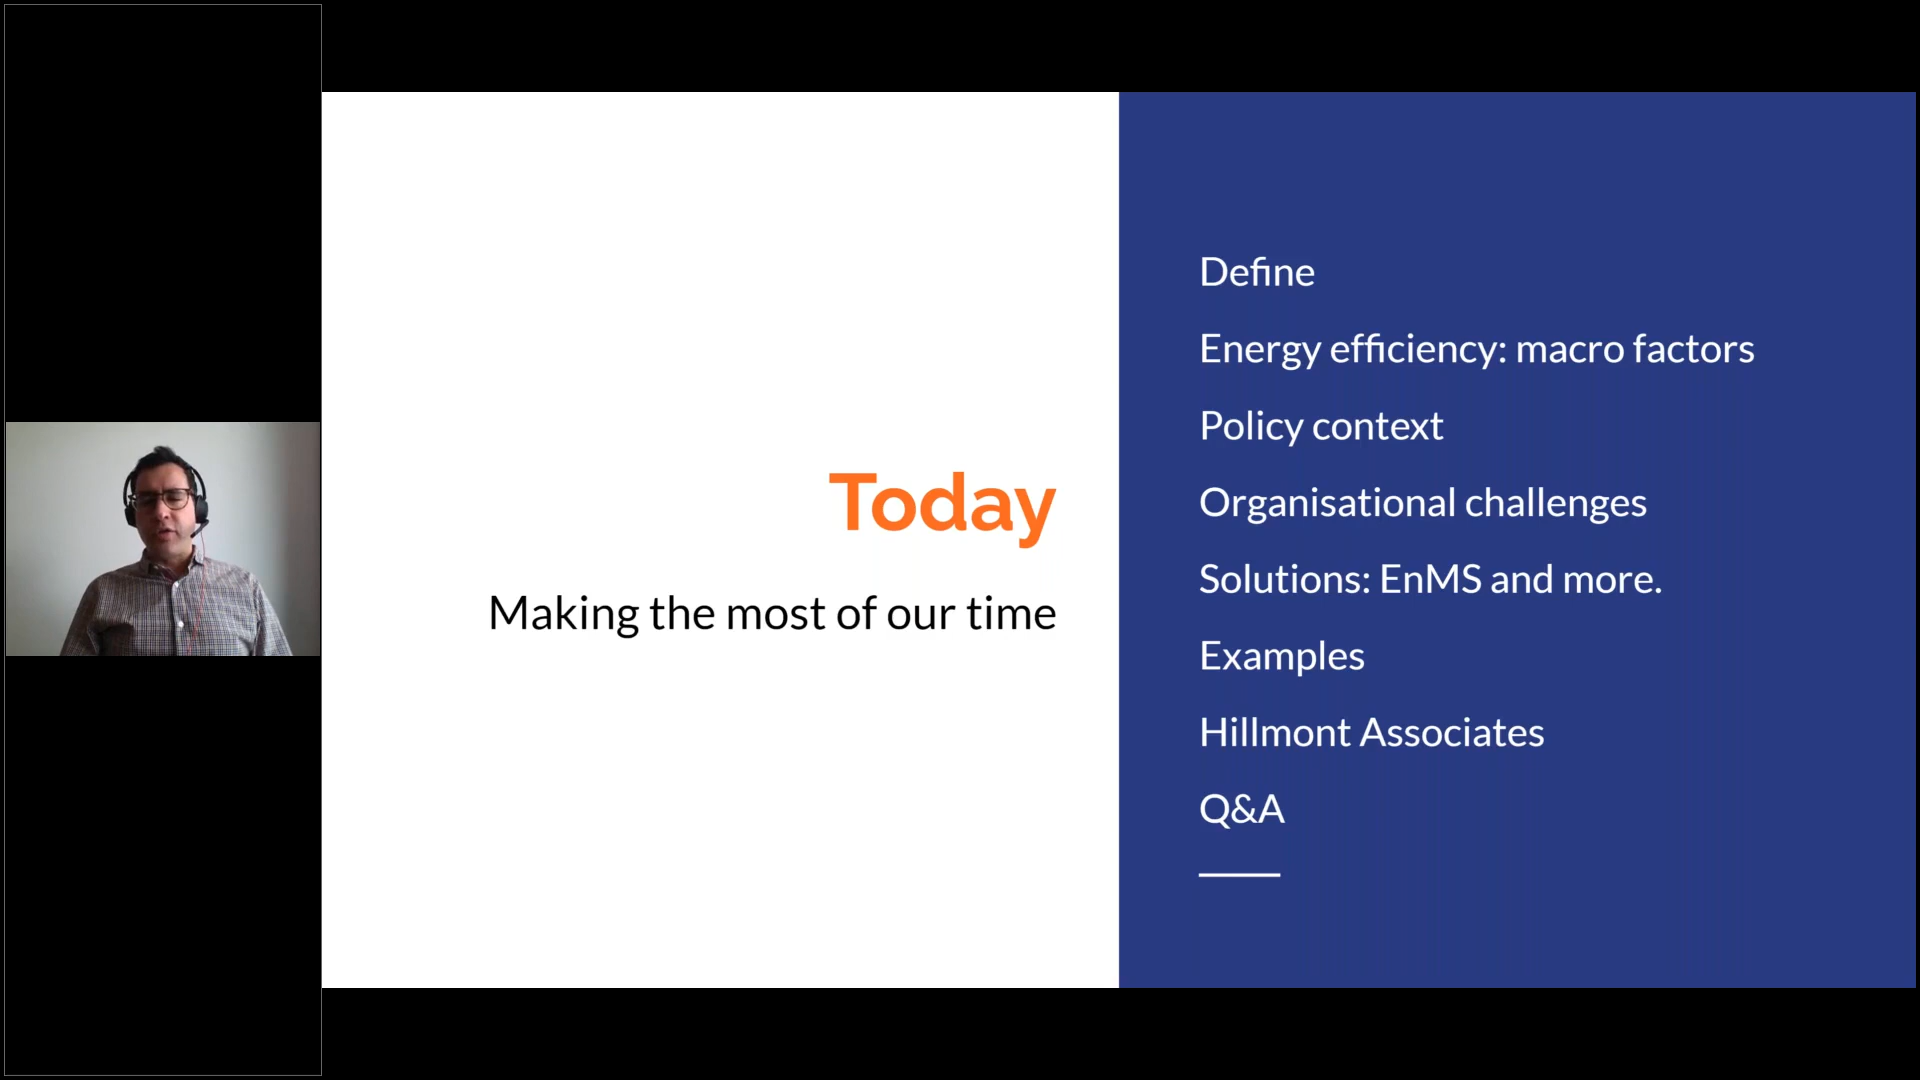 Today
Making the most of our time
Define
Energy efficiency: macro factors
Policy context
Organisational challenges
Solutions: EnMS and more.
Examples
Hillmont Associates
Q&A